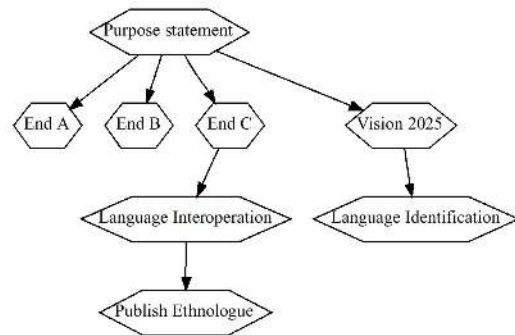 Purpose statement
End A
End B
End C
Vision 2025
Language Interoperation
Language Identification
Publish Ethnologue